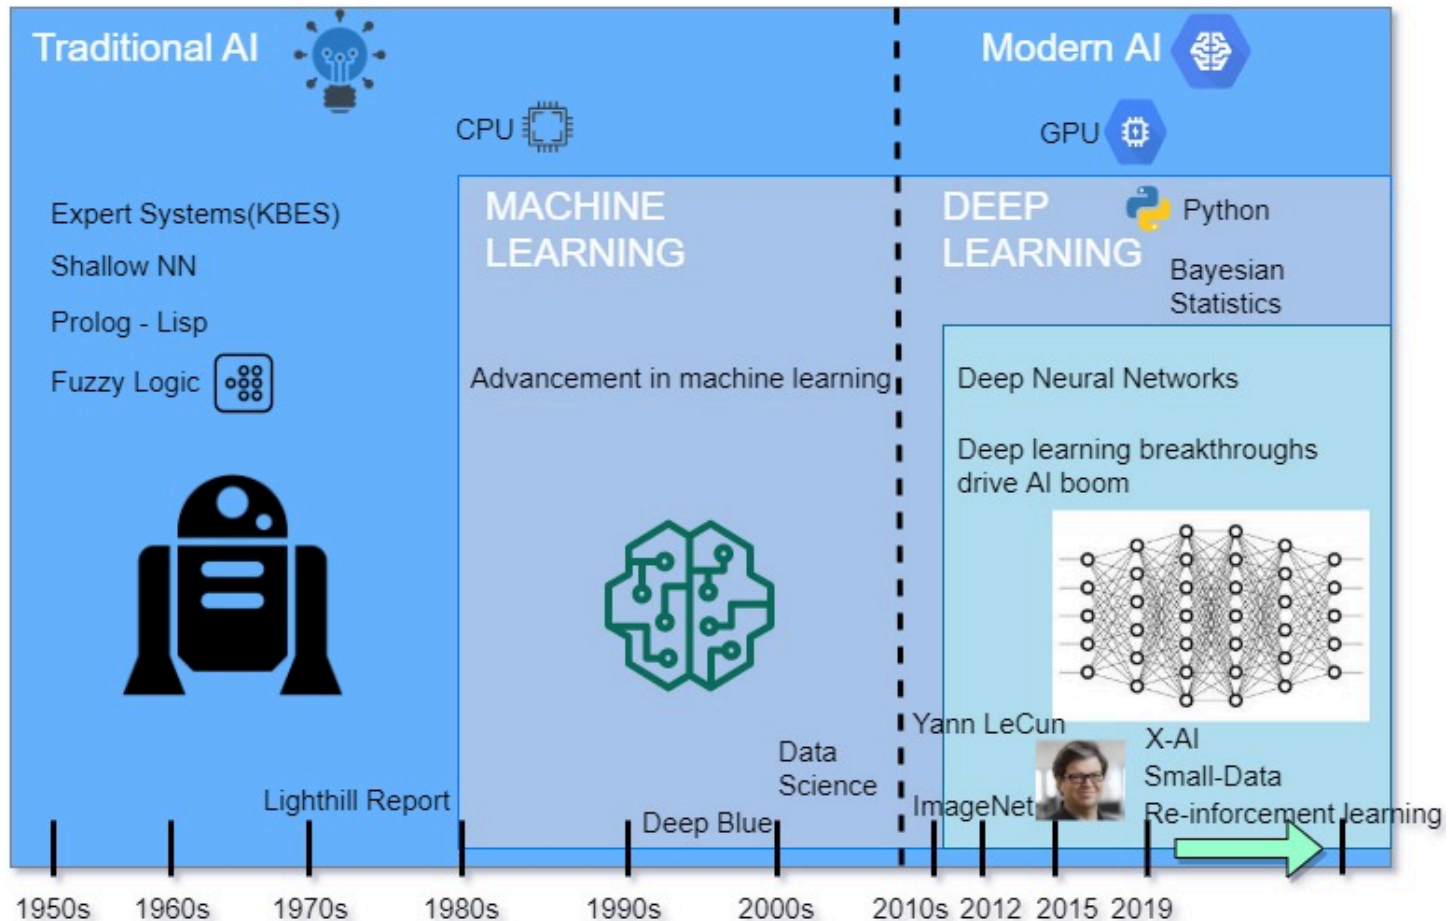 Traditional AI
Modern AI
CPU
GPU
Expert Systems(KBES)
Shallow NN
Prolog - Lisp
Fuzzy Logic
MACHINE
LEARNING
DEEP
LEARNING
Python
Bayesian
Statistics
Advancement in machine learning
Deep Neural Networks
Deep learning breakthroughs
drive AI boom
Yann LeCun
X-AI
Small-Data
Re-inforcement learning
Data
Science
Lighthill Report
Deep Blue
ImageNet
1950s
1960s
1970s
1980s
1990s
2000s
2010s
2012
2015
2019